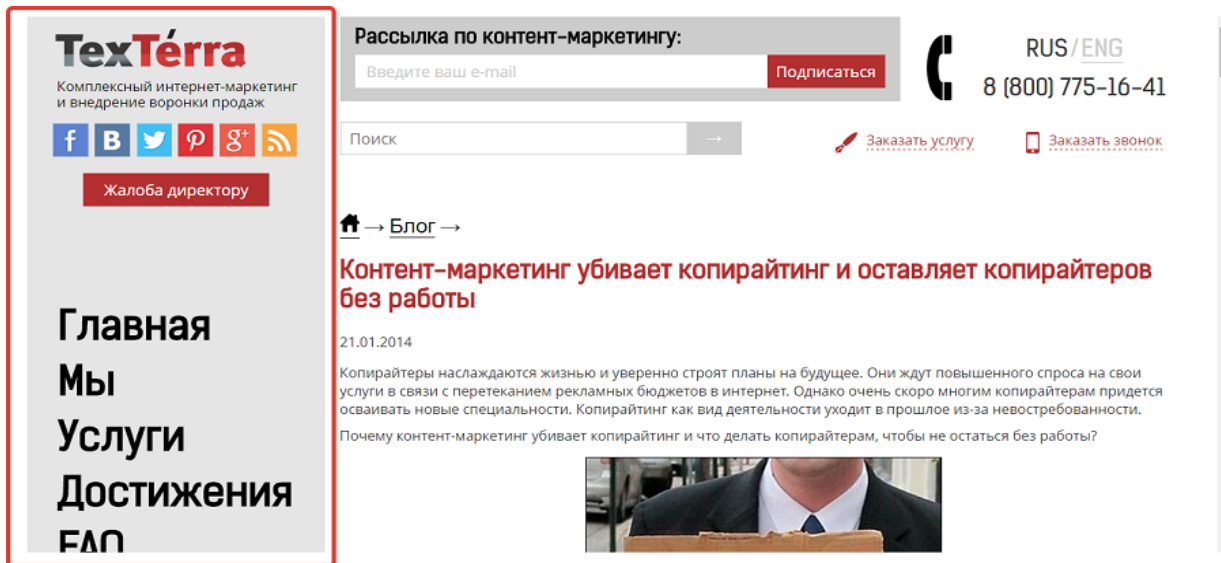 TexTérra
Комплексный интернет-маркетинг
и внедрение воронки продаж
f B g+
Жалоба директору
Главная
Мы
Услуги
Достижения
FAQ
Рассылка по контент-маркетингу:
Введите ваш e-mail
Подписаться
RUS/ENG
8 (800) 775-16-41
Поиск →
Заказать услугу
Заказать звонок
→ Блог →
Контент-маркетинг убивает копирайтинг и оставляет копирайтеров
без работы
21.01.2014
Копирайтеры наслаждаются жизнью и уверенно строят планы на будущее. Они ждут повышенного спроса на свои
услуги в связи с перетеканием рекламных бюджетов в интернет. Однако очень скоро многим копирайтерам придется
осваивать новые специальности. Копирайтинг как вид деятельности уходит в прошлое из-за невостребованности.
Почему контент-маркетинг убивает копирайтинг и что делать копирайтерам, чтобы не остаться без работы?